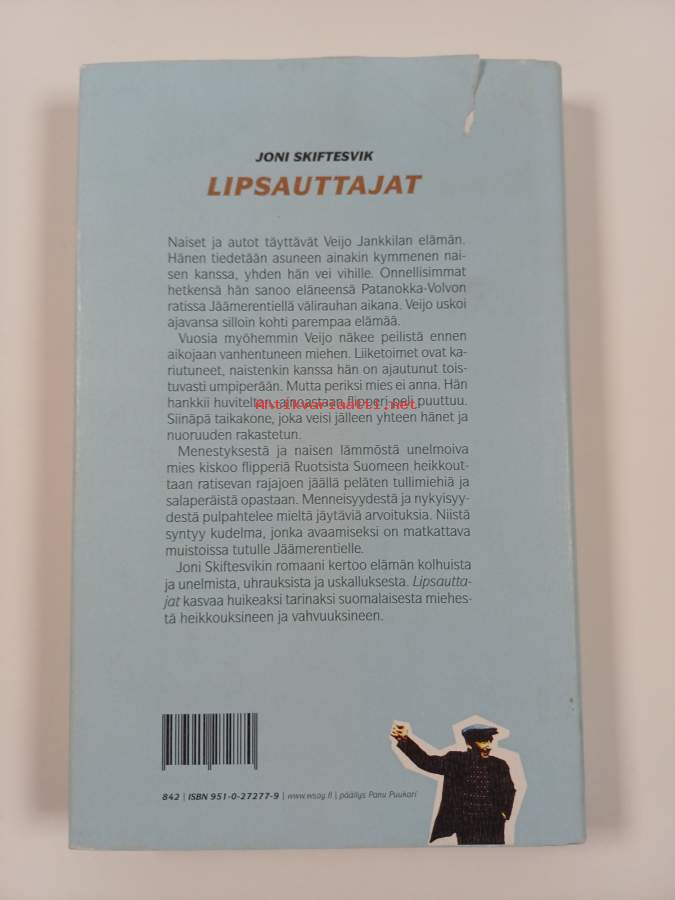 JONI SKIFTESVIK
LIPSAUTTAJAT
Naiset ja autot täyttävät Veijo Jankkilan elämän.
Hänen tiedetään asuneen ainakin kymmenen nai-
sen kanssa, yhden hän vei vihille. Onnellisimmat
hetkensä hän sanoo eläneensä Patanokka-Volvon
ratissa Jäämerentiellä välirauhan aikana. Veijo uskoi
ajavansa silloin kohti parempaa elämää.
Vuosia myöhemmin Veijo näkee peilistä ennen
aikojaan vanhentuneen miehen. Liiketoimet ovat ka-
riutuneet, naistenkin kanssa hän on ajautunut tois-
tuvasti umpiperään. Mutta periksi mies ei anna. Hän
hankkii huviteltan, ainoastaan flipperi-peli puuttuu.
Antikvariaatti.net
Siinäpä taikakone, joka veisi jälleen yhteen hänet ja
nuoruuden rakastetun.
Menestyksestä ja naisen lämmöstä unelmoiva
mies kiskoo flipperiä Ruotsista Suomeen heikkout-
taan ratisevan rajajoen jäällä peläten tullimiehiä ja
salaperäistä opastaan. Menneisyydestä ja nykyisyy-
destä pulpahtelee mieltä jäytäviä arvoituksia. Niistä
syntyy kudelma, jonka avaamiseksi on matkattava
muistoissa tutulle Jäämerentielle.
Joni Skiftesvikin romaani kertoo elämän kolhuista
ja unelmista, uhrauksista ja uskalluksesta. Lipsautta-
jat kasvaa huikeaksi tarinaksi suomalaisesta miehes-
tä heikkouksineen ja vahvuuksineen.
842 | ISBN 951-0-27277-9 | www.wsoy.fi | päällys Panu Puukari